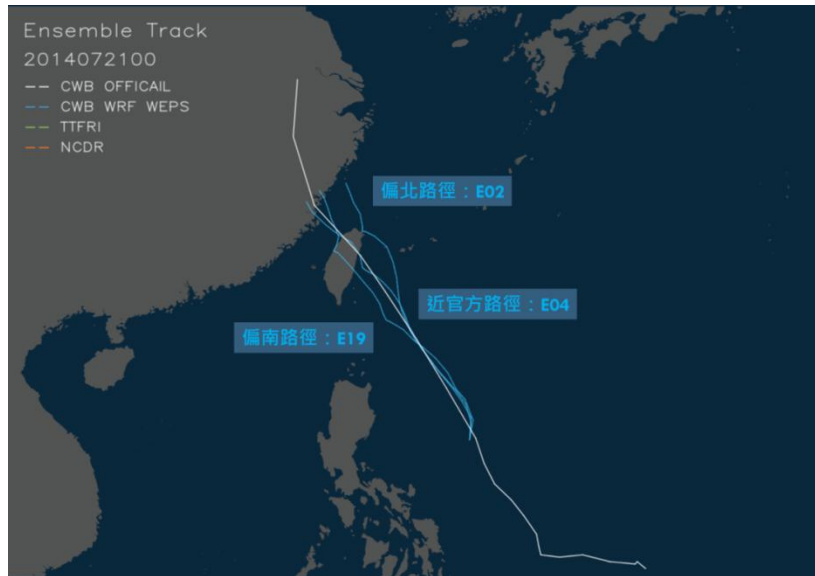 Ensemble Track
2014072100
-- CWB OFFICAIL
-- CWB WRF WEPS
-- TTFRI
-- NCDR
偏北路徑：E02
近官方路徑：E04
偏南路徑：E19